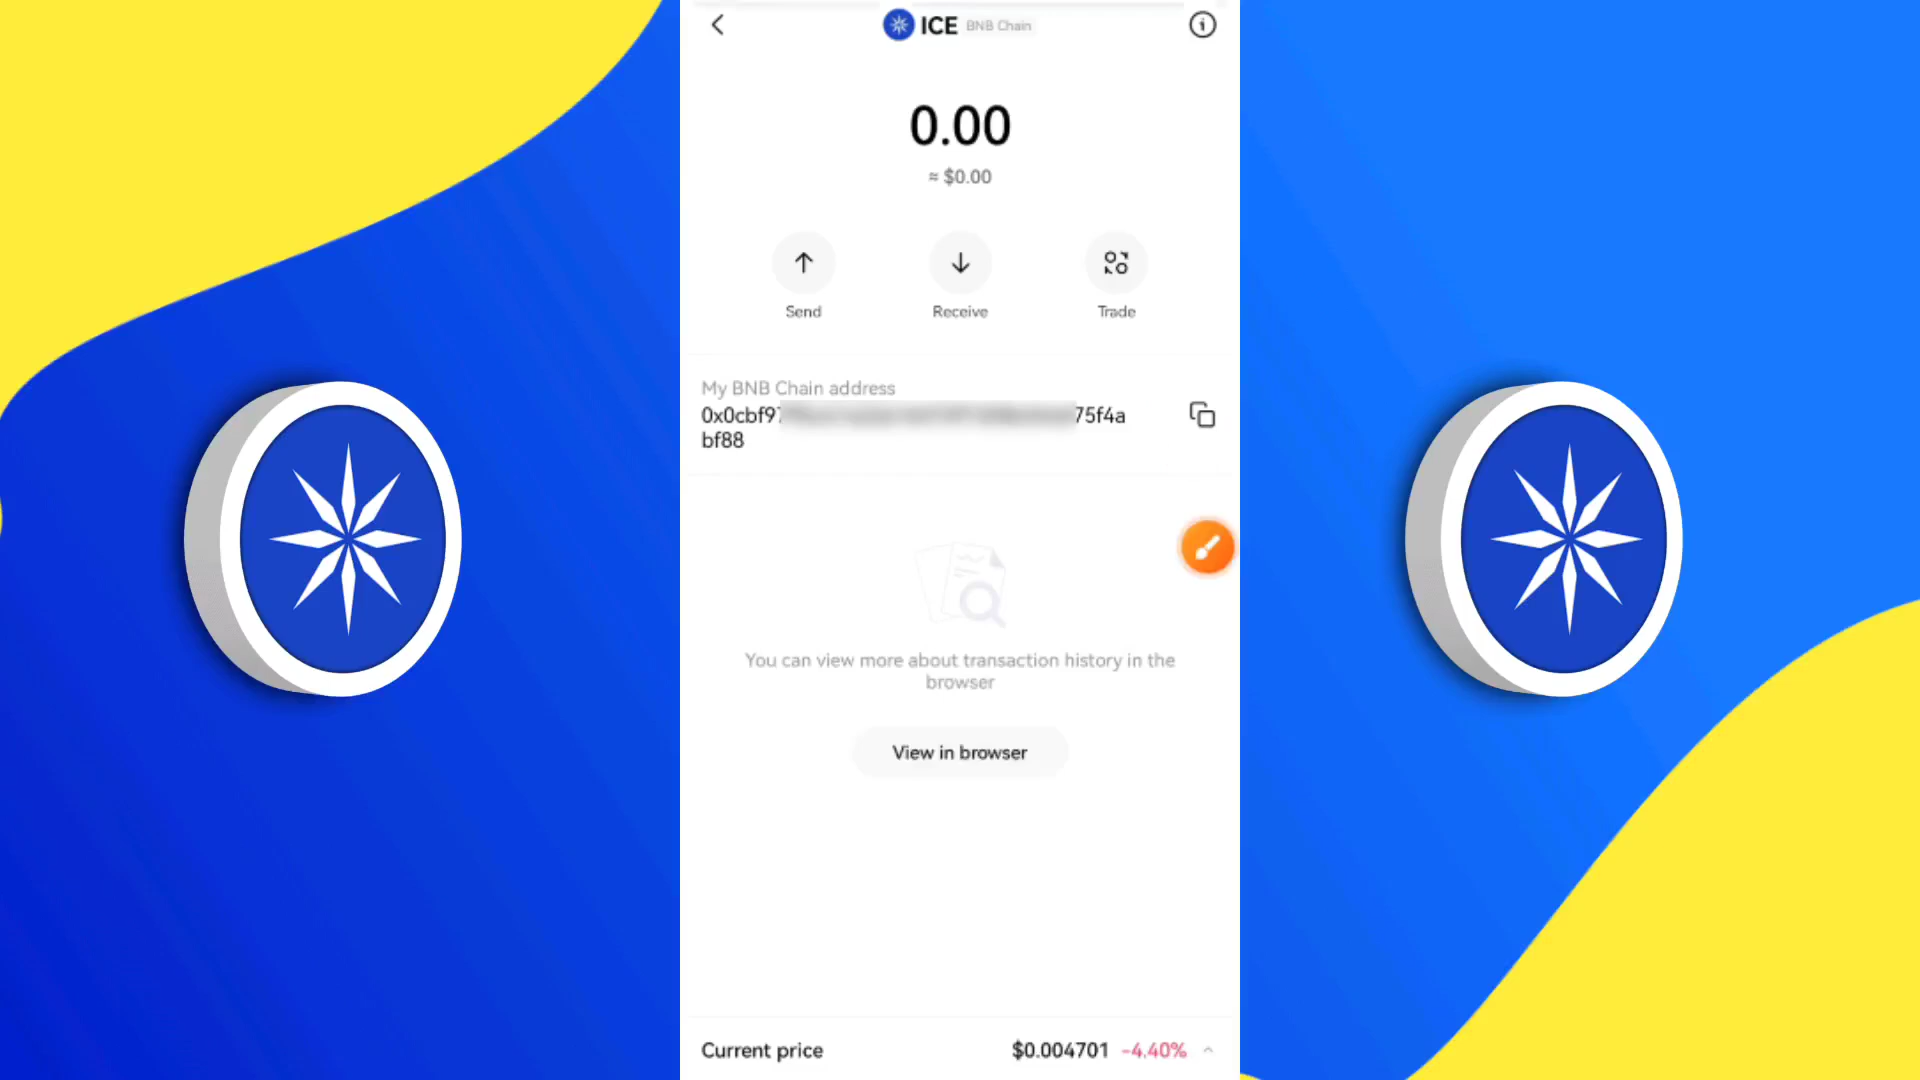 ICE BNB Chain
0.00
≈ $0.00
Send Receive Trade
My BNB Chain address
0x0cbf97 75f4a
bf88
You can view more about transaction history in the
browser
View in browser
Current price $0.004701 -4.40%